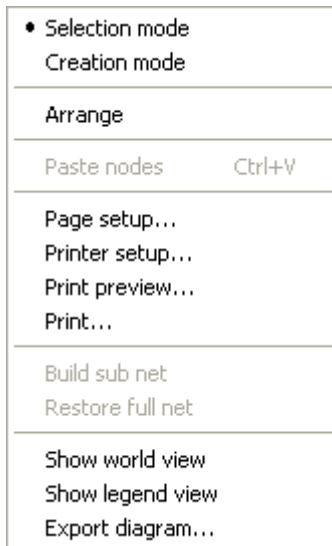 Selection mode
Creation mode
Arrange
Paste nodes Ctrl+V
Page setup...
Printer setup...
Print preview...
Print...
Build sub net
Restore full net
Show world view
Show legend view
Export diagram...